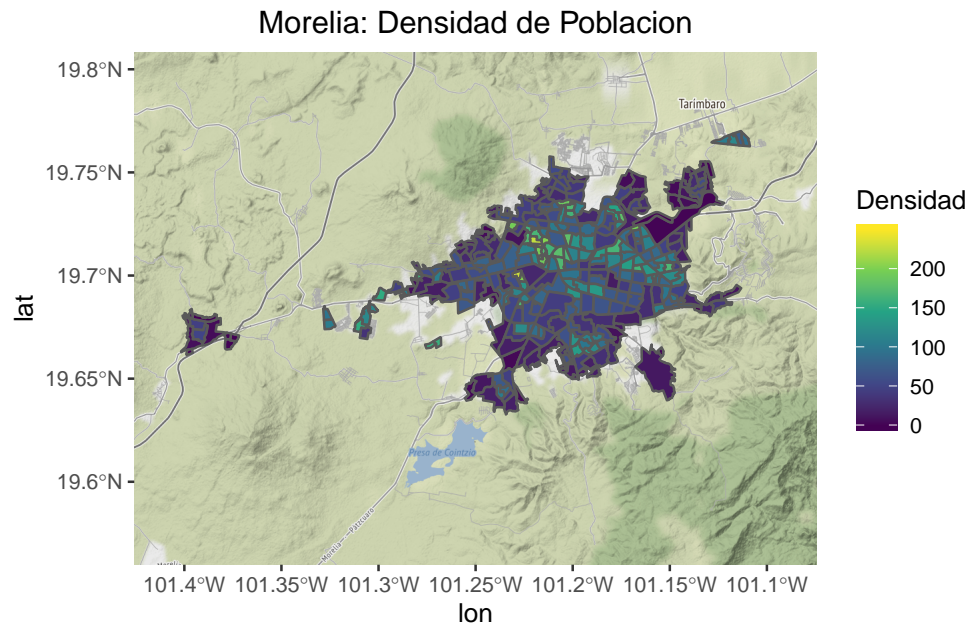 Morelia: Densidad de Poblacion
19.8°N
19.75°N
19.7°N
19.65°N
19.6°N
lat
Tarimbaro
Presa de Cointzio
Morelia - - Patzcuaro
101.4°W
101.35°W
101.3°W
101.25°W
101.2°W
101.15°W
101.1°W
lon
Densidad
200
150
100
50
0